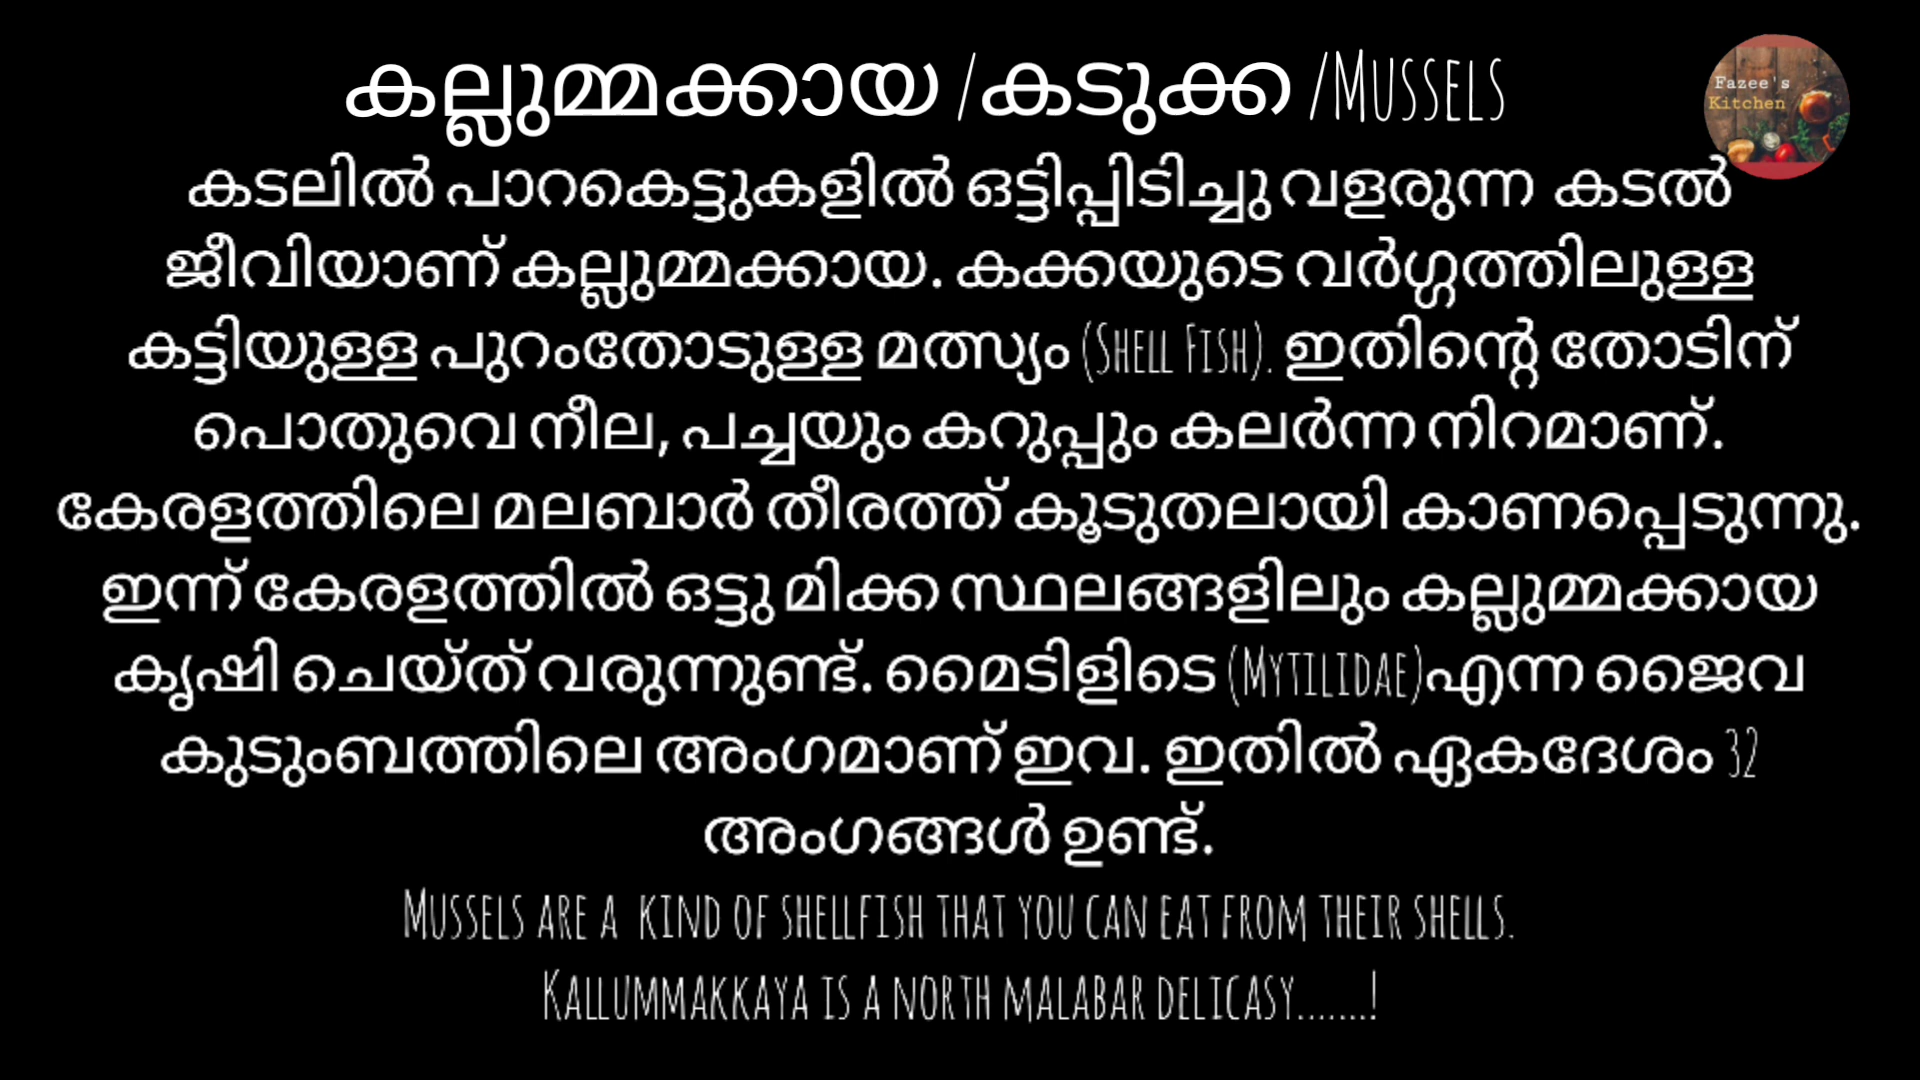 കല്ലുമ്മക്കായ /കടുക്ക /Mussels
Fazee's
Kitchen
കടലിൽ പാറകെട്ടുകളിൽ ഒട്ടിപ്പിടിച്ചു വളരുന്ന കടൽ
ജീവിയാണ് കല്ലുമ്മക്കായ. കക്കയുടെ വർഗ്ഗത്തിലുള്ള
കട്ടിയുള്ള പുറംതോടുള്ള മത്സ്യം (Shell Fish). ഇതിന്റെ തോടിന്
പൊതുവെ നീല, പച്ചയും കറുപ്പും കലർന്ന നിറമാണ്.
കേരളത്തിലെ മലബാർ തീരത്ത് കൂടുതലായി കാണപ്പെടുന്നു.
ഇന്ന് കേരളത്തിൽ ഒട്ടു മിക്ക സ്ഥലങ്ങളിലും കല്ലുമ്മക്കായ
കൃഷി ചെയ്ത് വരുന്നുണ്ട്. മൈടിളിടെ (Mytilidae)എന്ന ജൈവ
കുടുംബത്തിലെ അംഗമാണ് ഇവ. ഇതിൽ ഏകദേശം 32
അംഗങ്ങൾ ഉണ്ട്.
Mussels are a kind of shellfish that you can eat from their shells.
Kallummakkaya is a north malabar delicasy.......!